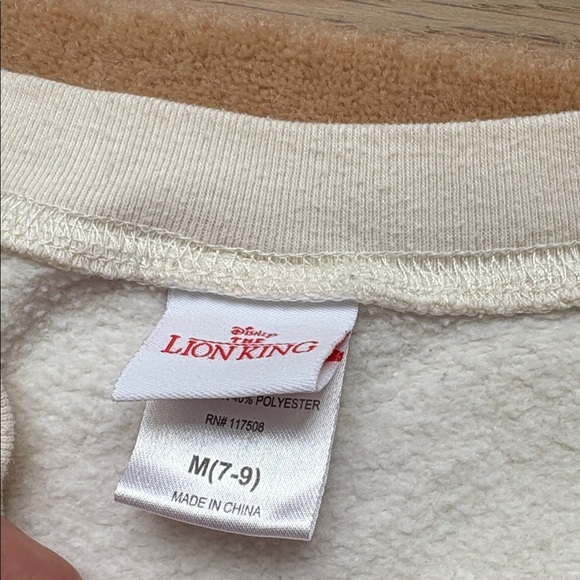 Disney
THE
LION KING
40% POLYESTER
RN# 117508
M(7-9)
MADE IN CHINA